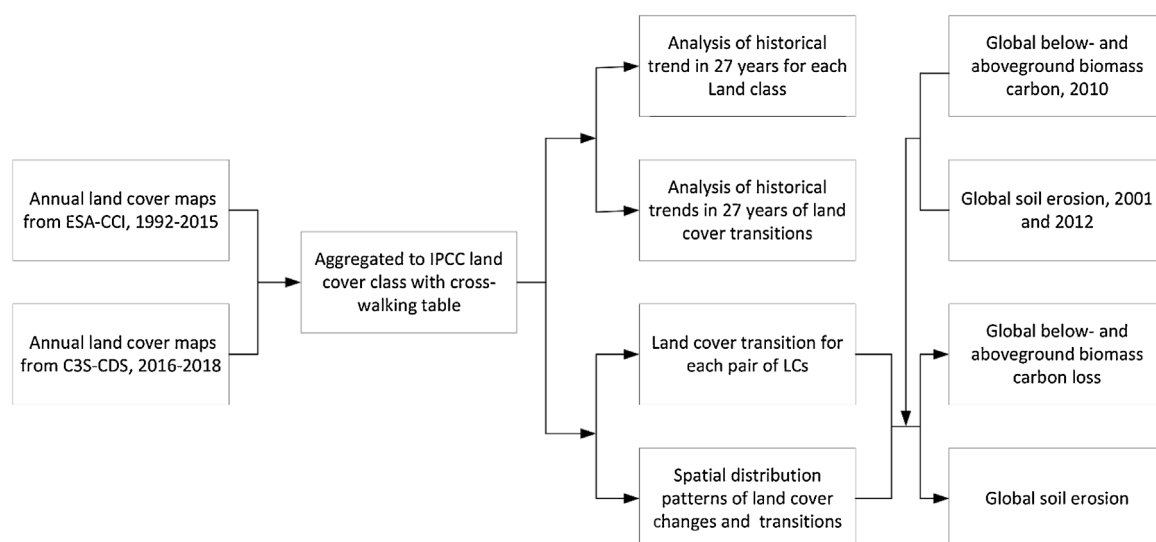 Annual land cover maps
from ESA-CCI, 1992-2015
Annual land cover maps
from C3S-CDS, 2016-2018
Aggregated to IPCC land
cover class with cross-
walking table
Analysis of historical
trend in 27 years for each
Land class
Analysis of historical
trends in 27 years of land
cover transitions
Land cover transition for
each pair of LCs
Spatial distribution
patterns of land cover
changes and transitions
Global below- and
aboveground biomass
carbon, 2010
Global soil erosion, 2001
and 2012
Global below- and
aboveground biomass
carbon loss
Global soil erosion